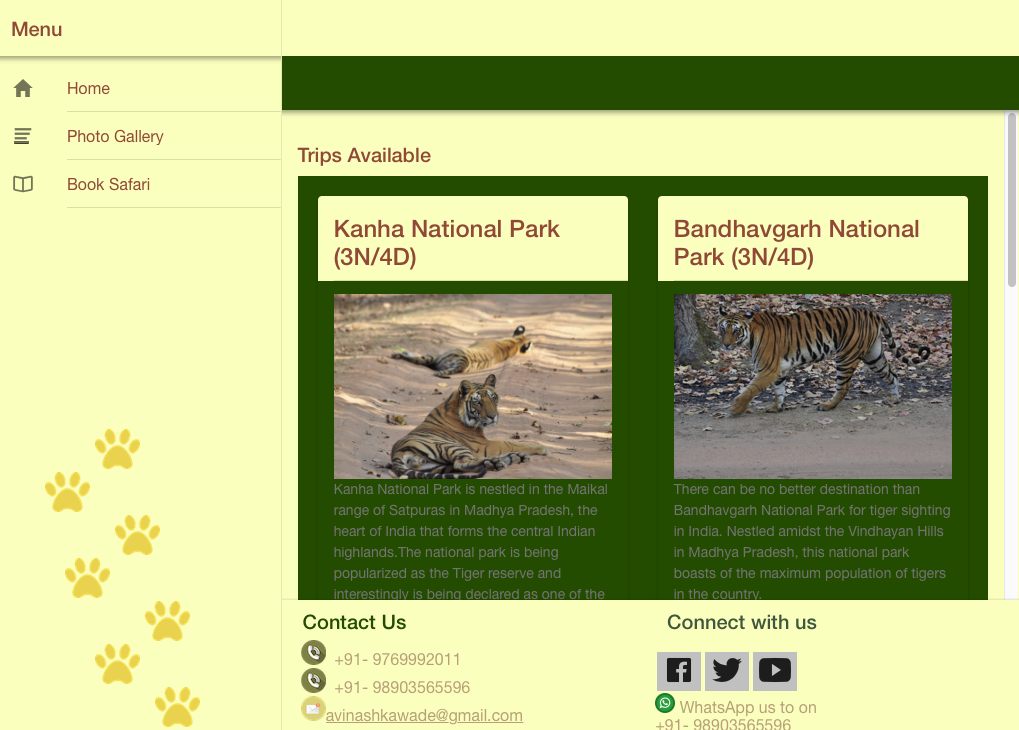 Menu
Home
Photo Gallery
Book Safari
Trips Available
Kanha National Park
(3N/4D)
Kanha National Park is nestled in the Maikal
range of Satpuras in Madhya Pradesh, the
heart of India that forms the central Indian
highlands.The national park is being
popularized as the Tiger reserve and
interestingly is being declared as one of the
Bandhavgarh National
Park (3N/4D)
There can be no better destination than
Bandhavgarh National Park for tiger sighting
in India. Nestled amidst the Vindhayan Hills
in Madhya Pradesh, this national park
boasts of the maximum population of tigers
in the country.
Contact Us
+91- 9769992011
+91- 98903565596
avinashkawade@gmail.com
Connect with us
WhatsApp us to on
+91- 98903565596